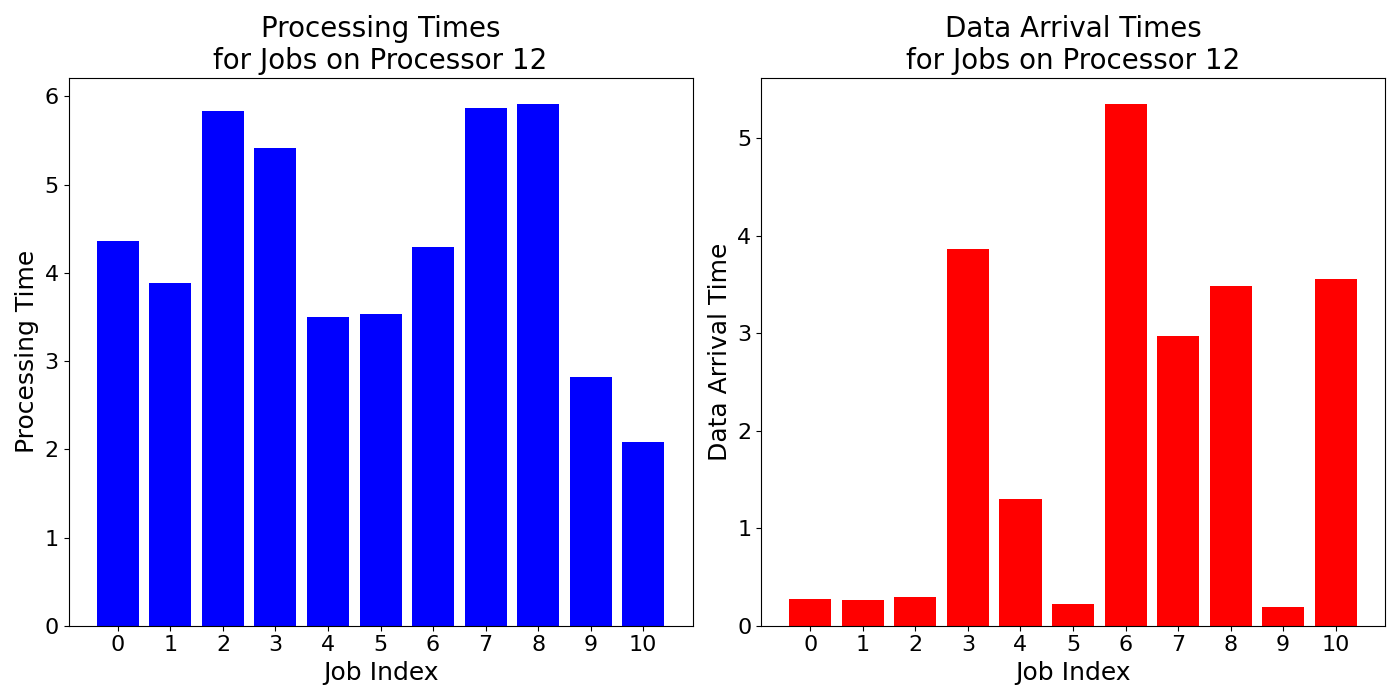 Processing Times
for Jobs on Processor 12
Processing Time
6
5
4
3
2
1
0
0 1 2 3 4 5 6 7 8 9 10
Job Index
Data Arrival Times
for Jobs on Processor 12
Data Arrival Time
5
4
3
2
1
0
0 1 2 3 4 5 6 7 8 9 10
Job Index